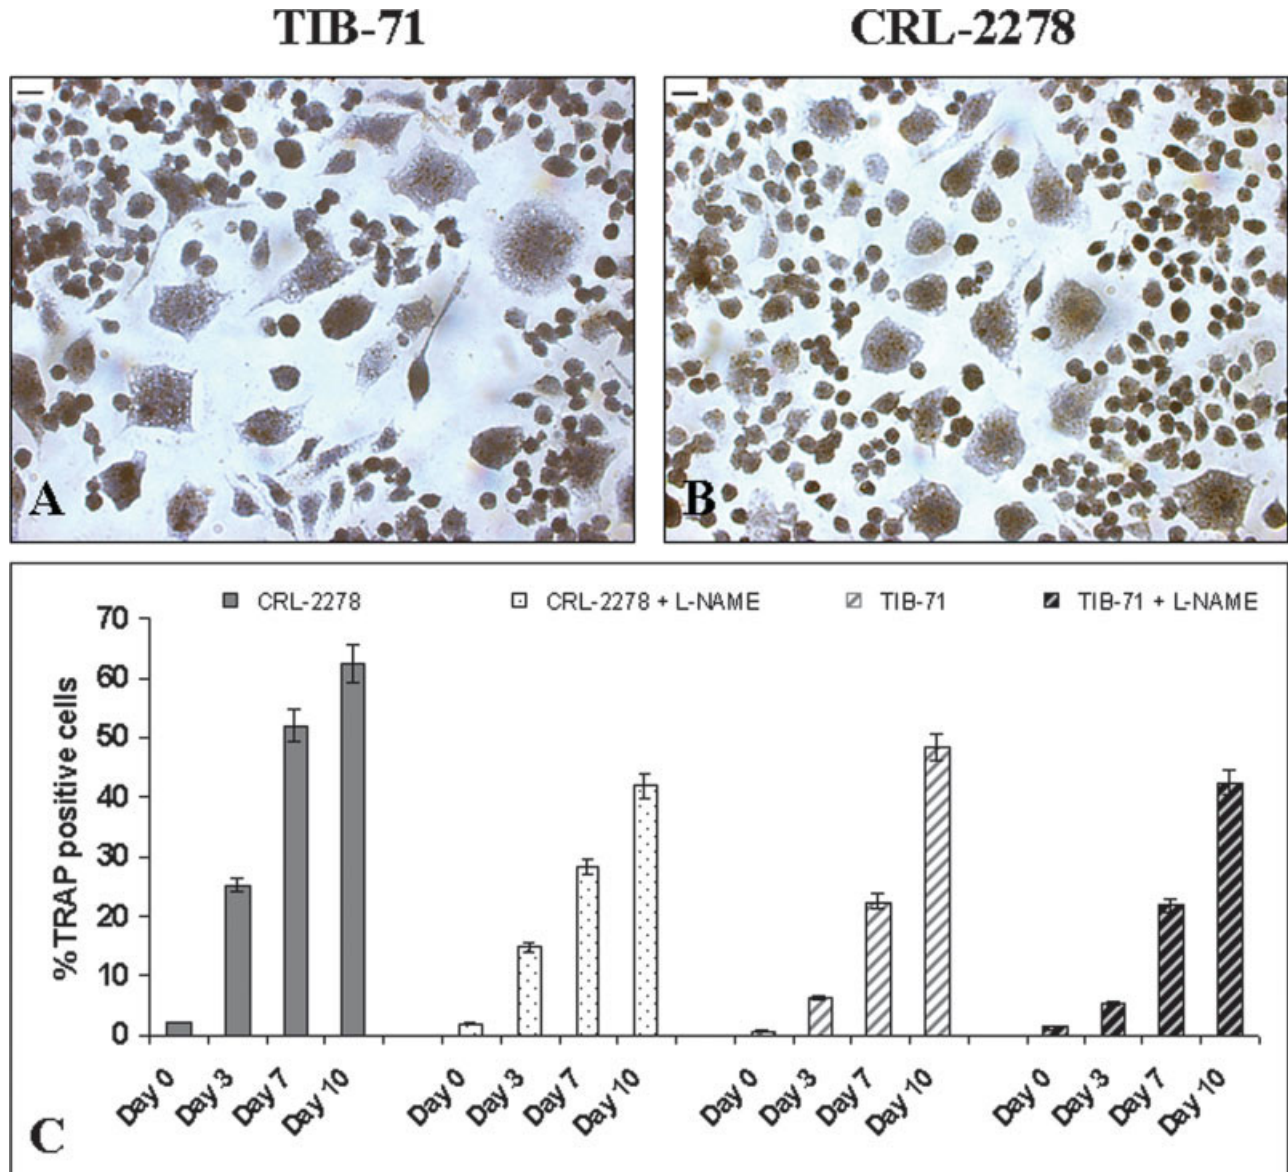 TIB-71 CRL-2278
A B
CRL-2278 CRL-2278 + L-NAME TIB-71 TIB-71 + L-NAME
70
60
50
40
30
20
10
0
%TRAP positive cells
Day 0 Day 3 Day 7 Day 10 Day 0 Day 3 Day 7 Day 10 Day 0 Day 3 Day 7 Day 10 Day 0 Day 3 Day 7 Day 10
C